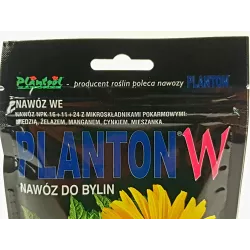 Plantpol - producent roślin poleca nawozy PLANTON
NAWÓZ WE
NAWÓZ NPK 16+11+24 Z MIKROSKŁADNIKAMI POKARMOWYMI:
MIEDZIĄ, ŻELAZEM, MANGANEM, CYNKIEM, MIESZANKA
PLANTON W
NAWÓZ DO BYLIN